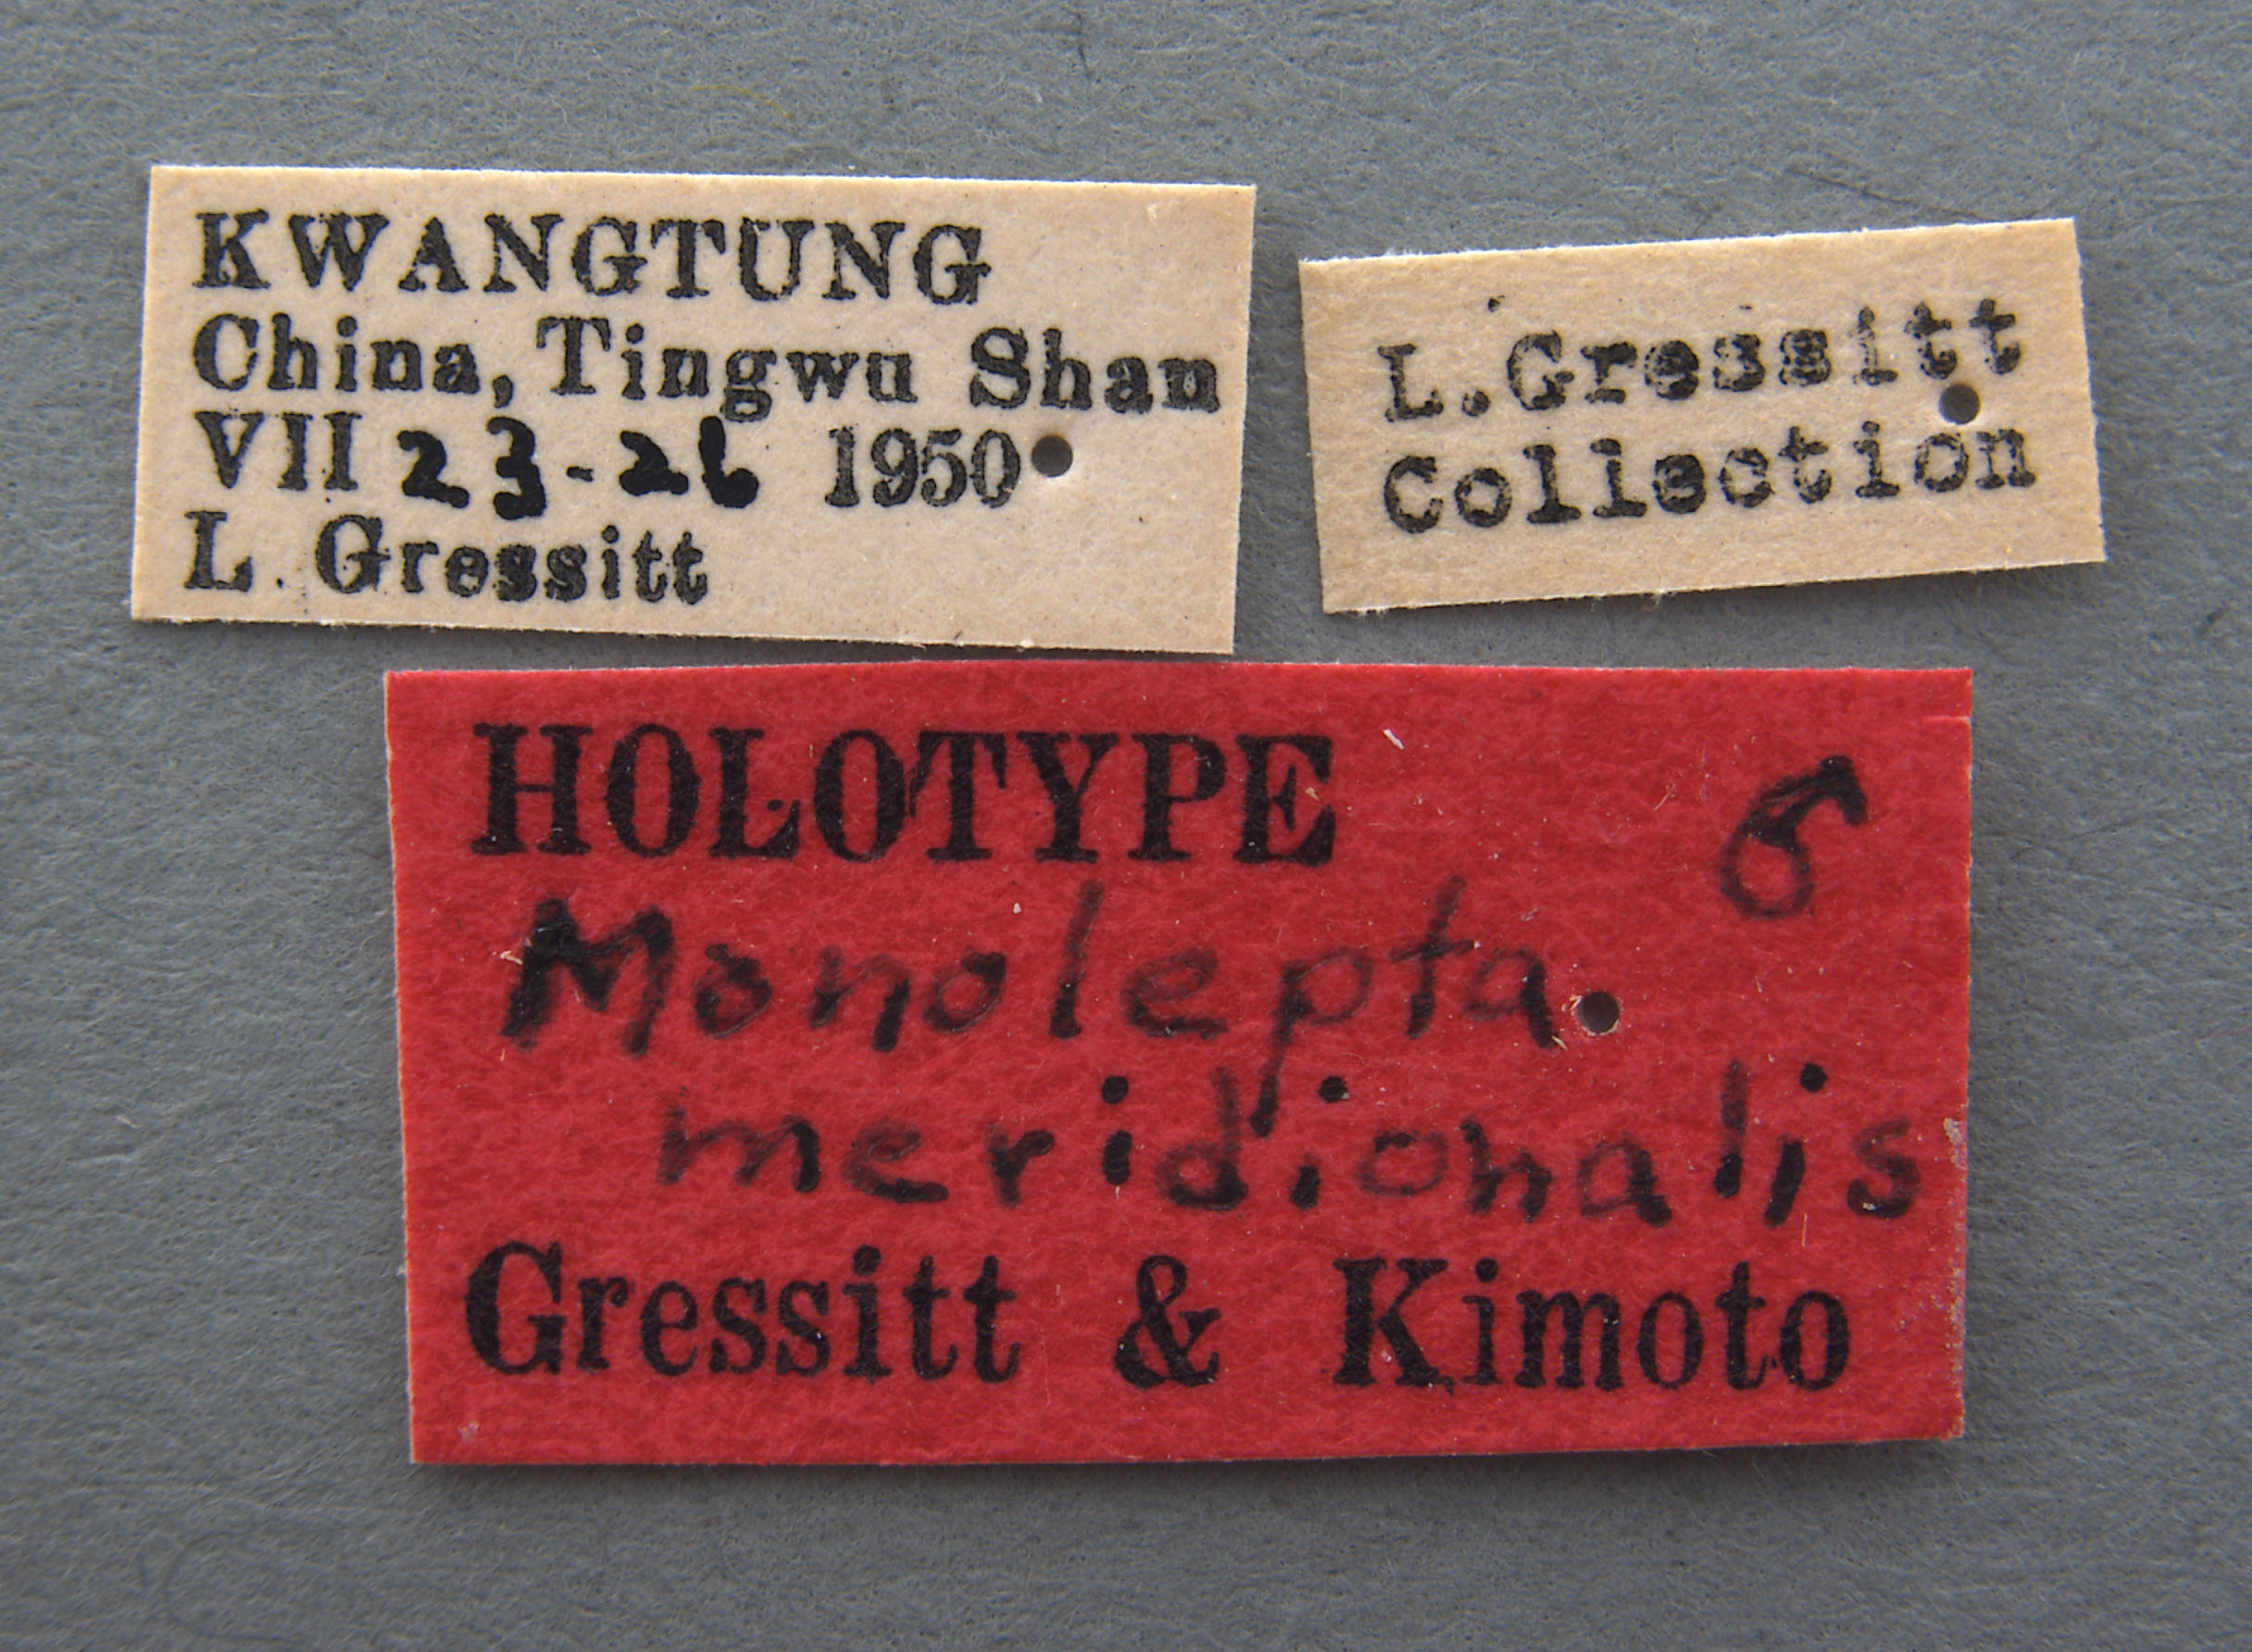 KWANGTUNG
China, Tingwu Shan
VII 23-26 1950
L. Gressitt
L.Gressitt
Collection
HOLOTYPE ♂
Monolepta
meridionalis
Gressitt & Kimoto